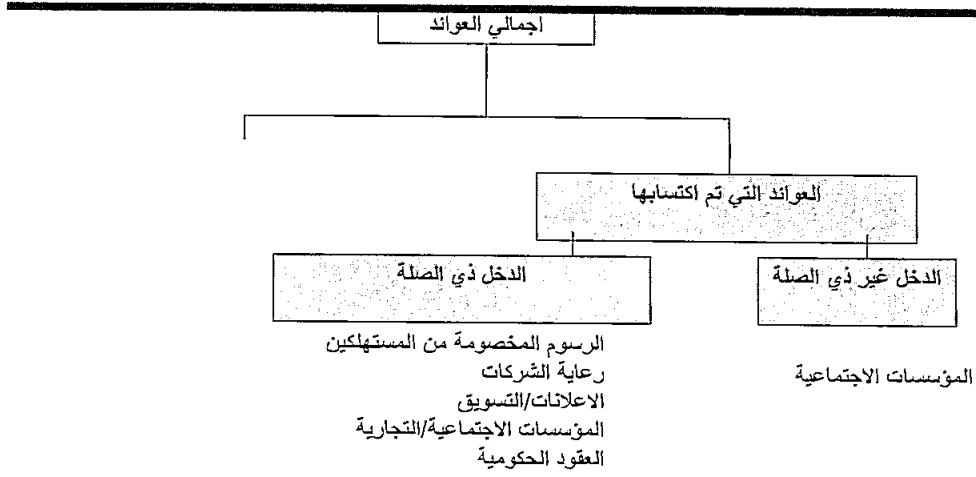 اجمالي العوائد
العوائد التي تم اكتسابها
الدخل غير ذي الصلة
الدخل ذي الصلة
الرسوم المخصومة من المستهلكين
رعاية الشركات
الاعلانات/التسويق
المؤسسات الاجتماعية/التجارية
العقود الحكومية
المؤسسات الاجتماعية